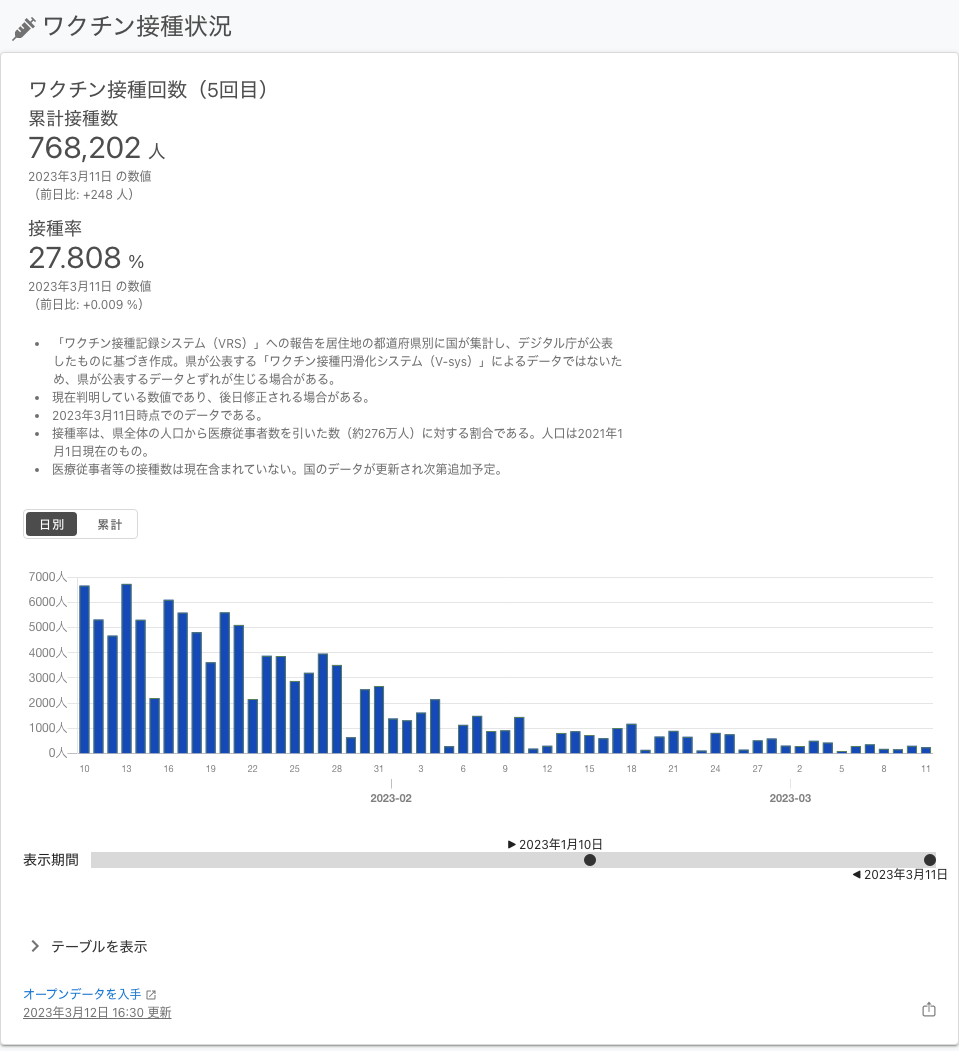 ワクチン接種状況
ワクチン接種回数（5回目）
累計接種数
768,202 人
2023年3月11日 の数値
（前日比: +248 人）
接種率
27.808 %
2023年3月11日 の数値
（前日比: +0.009 %）
• 「ワクチン接種記録システム（VRS）」への報告を居住地の都道府県別に国が集計し、デジタル庁が公表
したものに基づき作成。県が公表する「ワクチン接種円滑化システム（V-sys）」によるデータではないた
め、県が公表するデータとずれが生じる場合がある。
• 現在判明している数値であり、後日修正される場合がある。
• 2023年3月11日時点でのデータである。
• 接種率は、県全体の人口から医療従事者数を引いた数（約276万人）に対する割合である。人口は2021年1
月1日現在のもの。
• 医療従事者等の接種数は現在含まれていない。国のデータが更新され次第追加予定。
日別 累計
7000人
6000人
5000人
4000人
3000人
2000人
1000人
0人
10 13 16 19 22 25 28 31 3 6 9 12 15 18 21 24 27 2 5 8 11
2023-02 2023-03
►2023年1月10日
表示期間
◄2023年3月11日
テーブルを表示
オープンデータを入手
2023年3月12日 16:30 更新